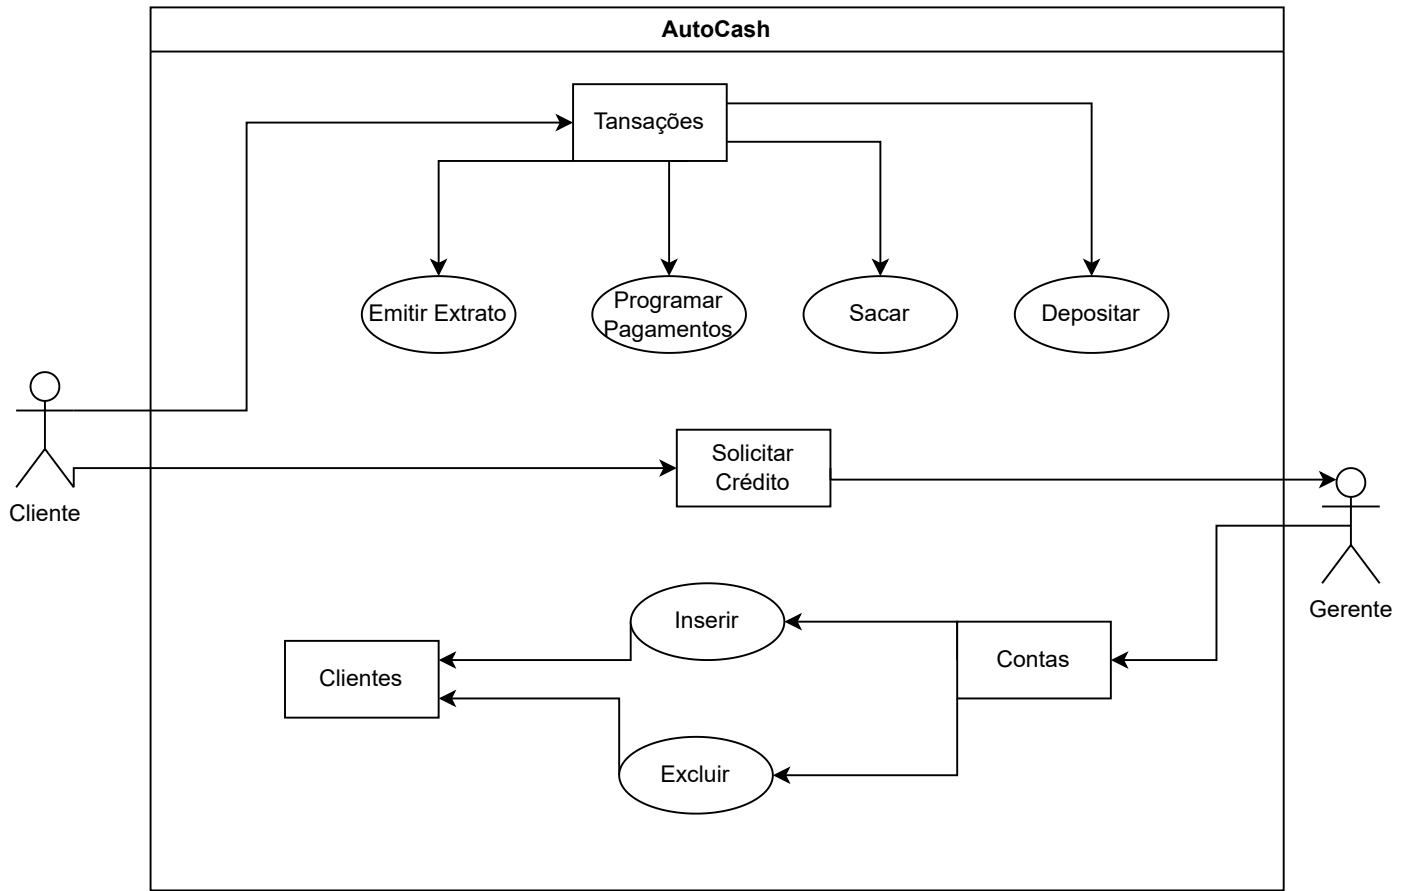 AutoCash
Tansações
Emitir Extrato
Programar
Pagamentos
Sacar
Depositar
Cliente
Solicitar
Crédito
Gerente
Inserir
Clientes
Contas
Excluir